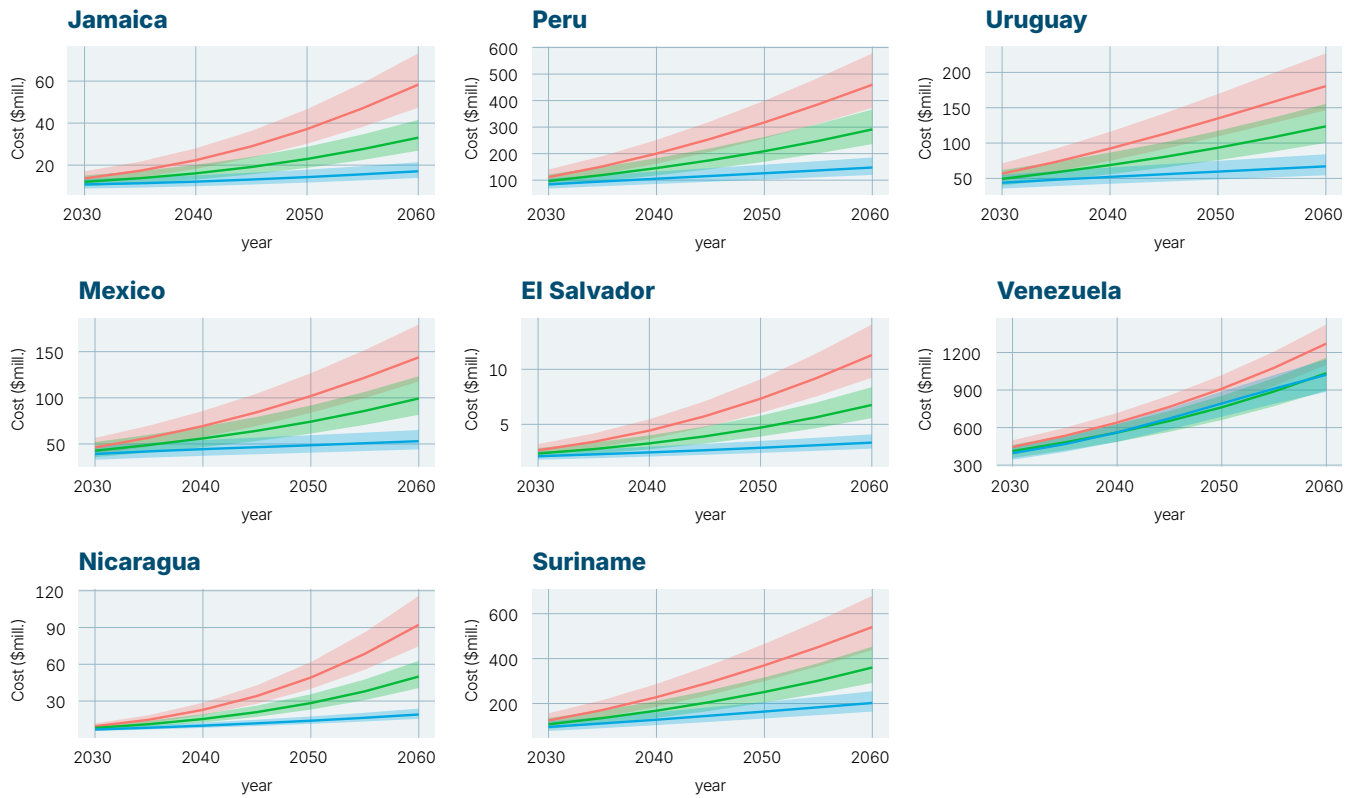 Jamaica
Cost ($mill.)
60
40
20
2030 2040 2050 2060
year
Peru
Cost ($mill.)
600
500
400
300
200
100
2030 2040 2050 2060
year
Uruguay
Cost ($mill.)
200
150
100
50
2030 2040 2050 2060
year
Mexico
Cost ($mill.)
150
100
50
2030 2040 2050 2060
year
El Salvador
Cost ($mill.)
10
5
2030 2040 2050 2060
year
Venezuela
Cost ($mill.)
1200
900
600
300
2030 2040 2050 2060
year
Nicaragua
Cost ($mill.)
120
90
60
30
2030 2040 2050 2060
year
Suriname
Cost ($mill.)
600
400
200
2030 2040 2050 2060
year